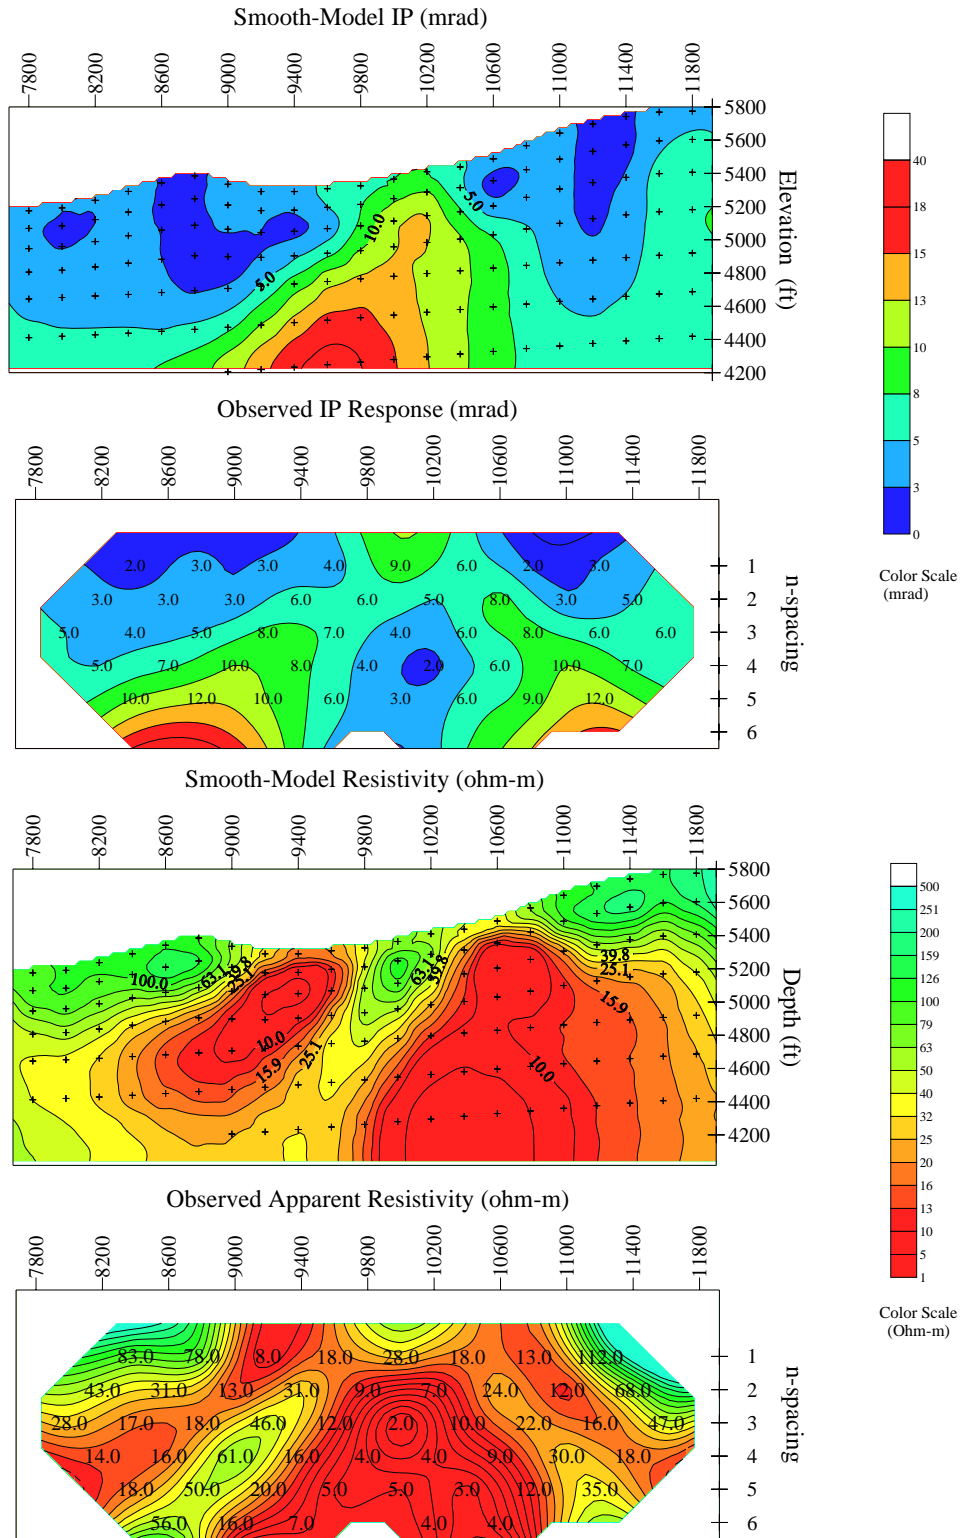 Smooth-Model IP (mrad)
7800 8200 8600 9000 9400 9800 10200 10600 11000 11400 11800
5800
5600
5400
5200
5000
4800
4600
4400
4200
Elevation (ft)
5.0
10.0
5.0
40
18
15
13
10
8
5
3
0
Color Scale
(mrad)
Observed IP Response (mrad)
7800 8200 8600 9000 9400 9800 10200 10600 11000 11400 11800
2.0 3.0 3.0 4.0 9.0 6.0 2.0 3.0 1
3.0 3.0 3.0 6.0 6.0 5.0 8.0 3.0 5.0 2
5.0 4.0 5.0 8.0 7.0 4.0 6.0 8.0 6.0 6.0 3
5.0 7.0 10.0 8.0 4.0 2.0 6.0 10.0 7.0 4
10.0 12.0 10.0 6.0 3.0 6.0 9.0 12.0 5
6
n-spacing
Smooth-Model Resistivity (ohm-m)
7800 8200 8600 9000 9400 9800 10200 10600 11000 11400 11800
5800
5600
5400
5200
5000
4800
4600
4400
4200
Depth (ft)
100.0
63.1
39.8
25.1
63.1
39.8
39.8
25.1
15.9
10.0
15.9
25.1
10.0
500
251
200
159
126
100
79
63
50
40
32
25
20
16
13
10
5
1
Color Scale
(Ohm-m)
Observed Apparent Resistivity (ohm-m)
7800 8200 8600 9000 9400 9800 10200 10600 11000 11400 11800
83.0 78.0 8.0 18.0 28.0 18.0 13.0 112.0 1
43.0 31.0 13.0 31.0 9.0 7.0 24.0 12.0 68.0 2
28.0 17.0 18.0 46.0 12.0 2.0 10.0 22.0 16.0 47.0 3
14.0 16.0 61.0 16.0 4.0 4.0 9.0 30.0 18.0 4
18.0 50.0 20.0 5.0 5.0 3.0 12.0 35.0 5
56.0 16.0 7.0 4.0 4.0 6
n-spacing